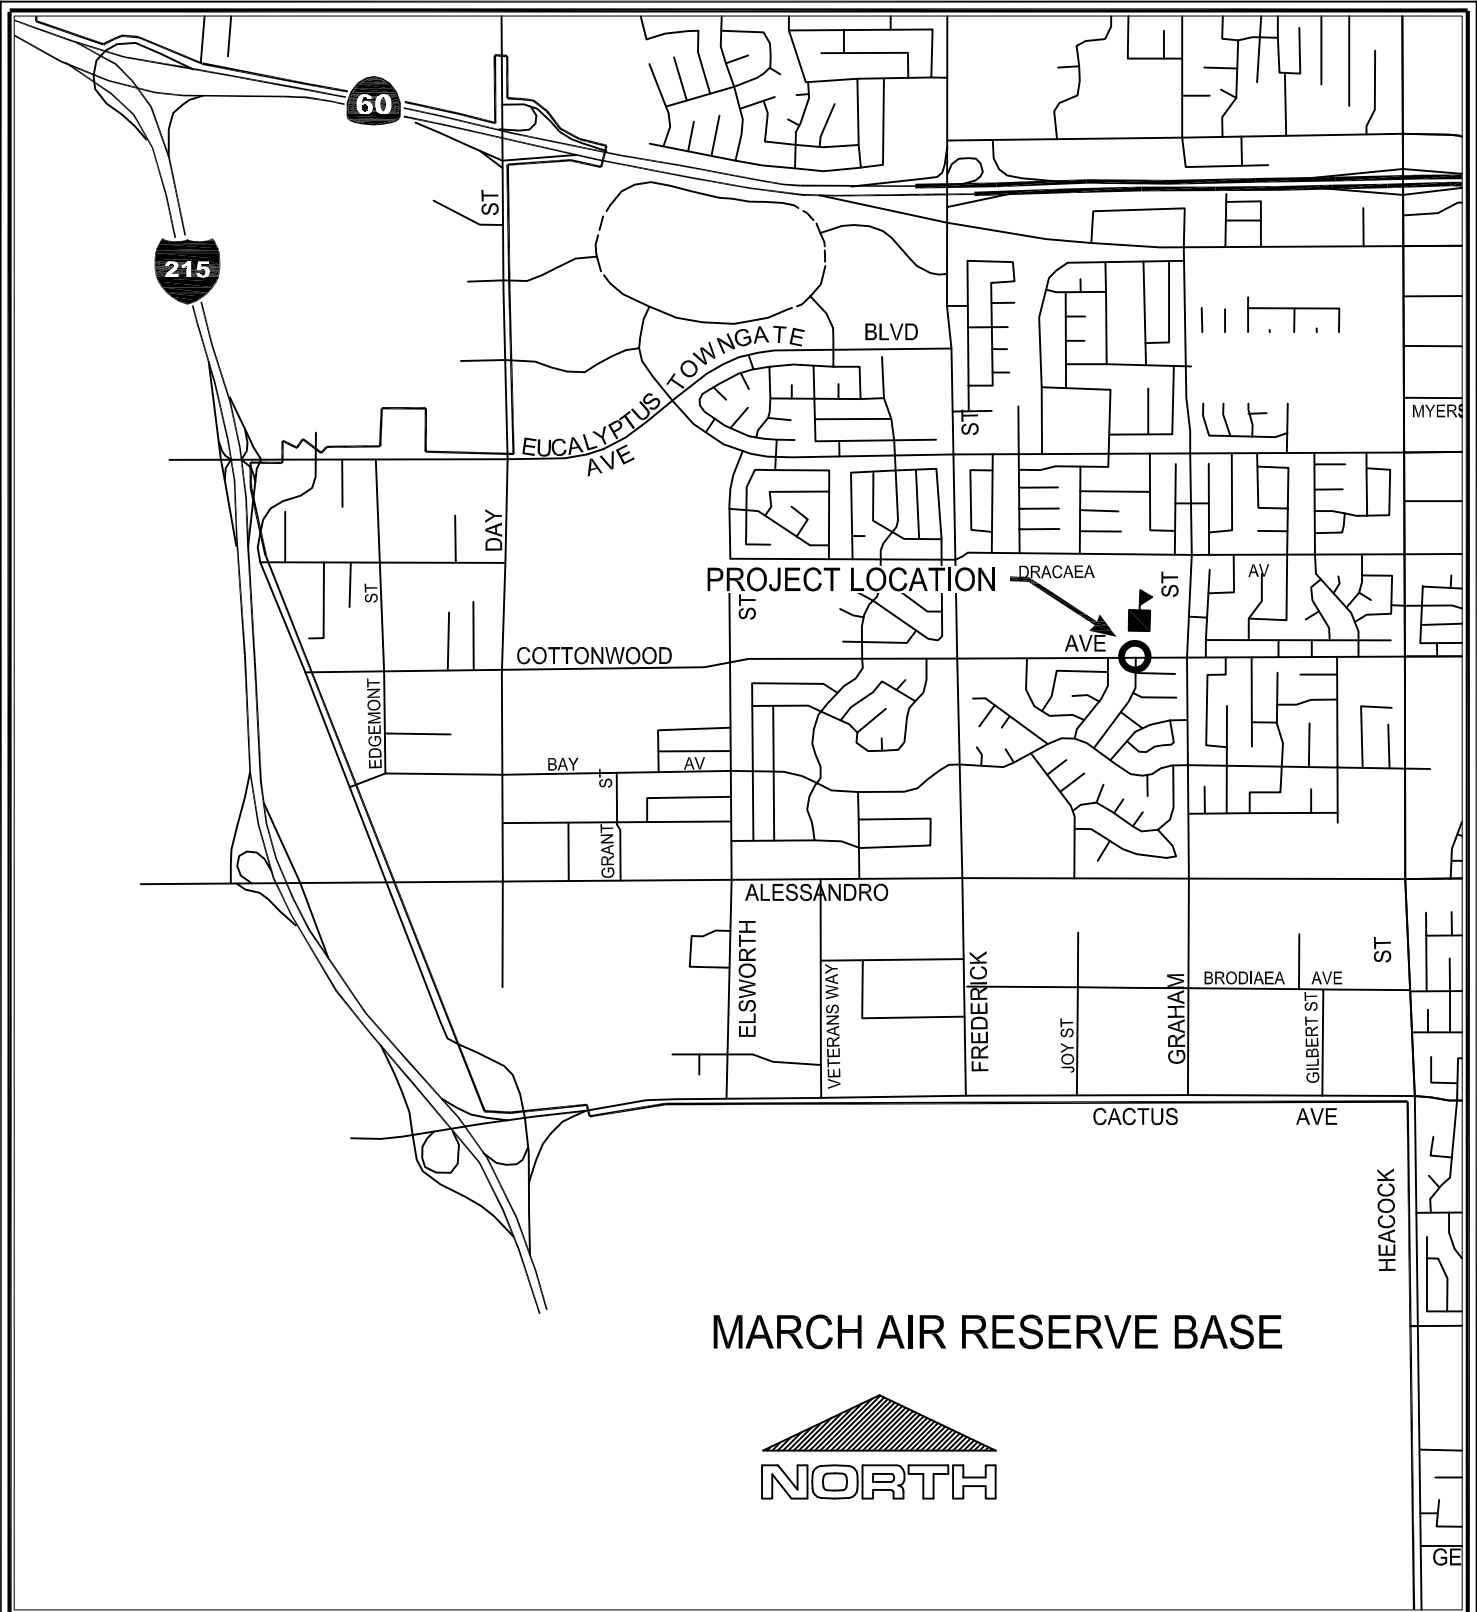 60
ST
215
BLVD
TOWNGATE
EUCALYPTUS
AVE
ST
MYERS
DAY
PROJECT LOCATION
DRACAEA
AV
ST
ST
ST
AVE
COTTONWOOD
EDGEMONT
BAY
AV
ST
GRANT
ALESSANDRO
ELSWORTH
VETERANS WAY
FREDERICK
JOY ST
GRAHAM
BRODIAEA
AVE
GILBERT ST
ST
CACTUS
AVE
HEACOCK
MARCH AIR RESERVE BASE
NORTH
GE